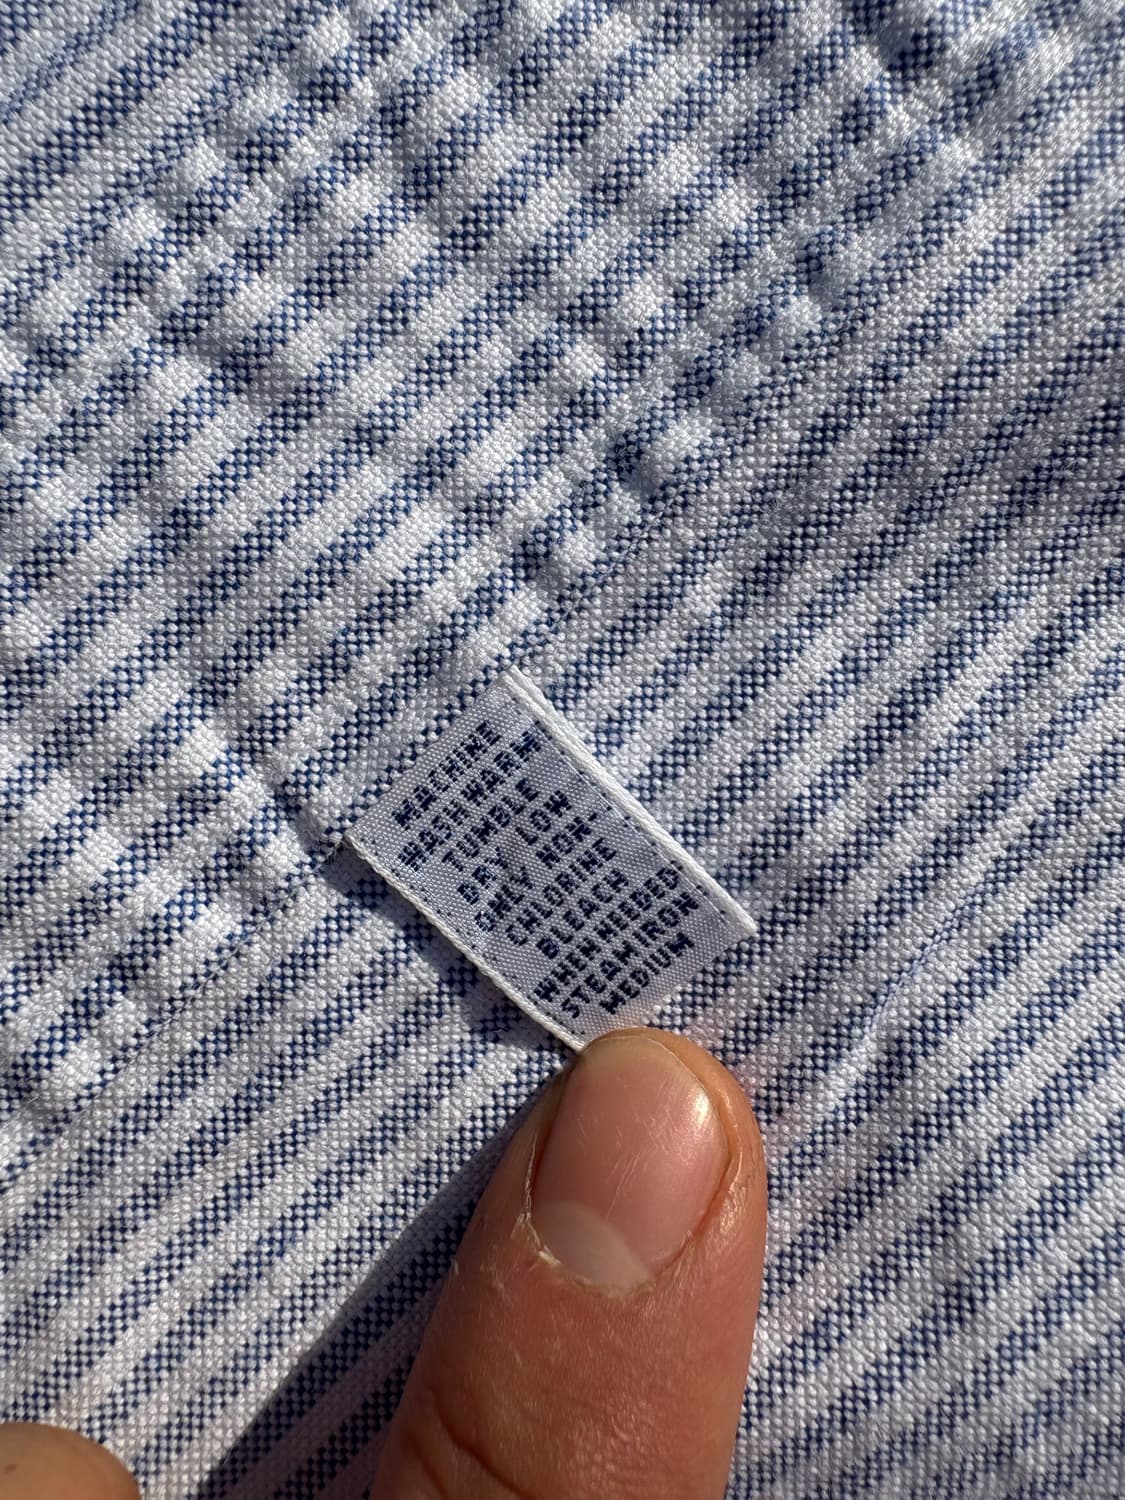 MACHINE
WASH WARM
TUMBLE
DRY LOW
ONLY NON-
CHLORINE
BLEACH
WHEN NEEDED
STEAM IRON
MEDIUM